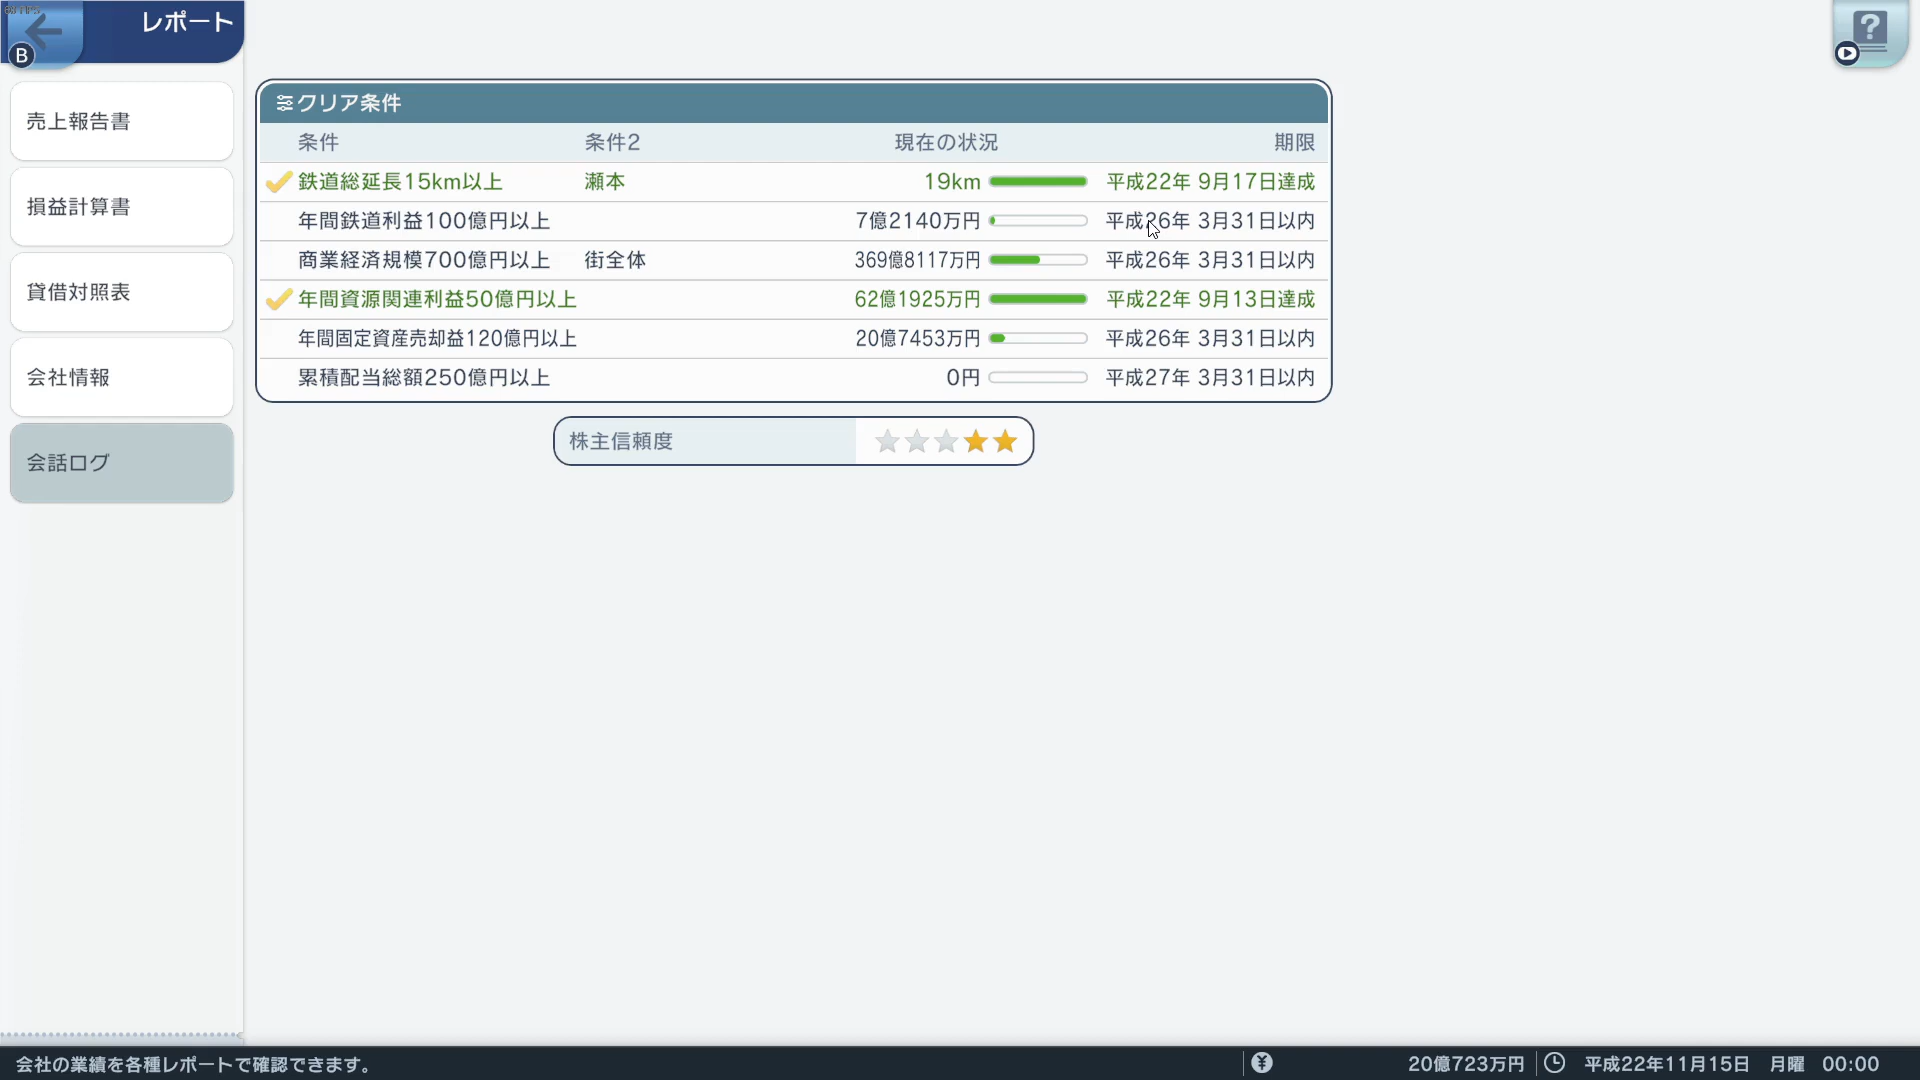 レポート
B
売上報告書
損益計算書
貸借対照表
会社情報
会話ログ
クリア条件
条件 条件2 現在の状況 期限
鉄道総延長15km以上 瀬本 19km 平成22年 9月17日達成
年間鉄道利益100億円以上 7億2140万円 平成26年 3月31日以内
商業経済規模700億円以上 街全体 369億8117万円 平成26年 3月31日以内
年間資源関連利益50億円以上 62億1925万円 平成22年 9月13日達成
年間固定資産売却益120億円以上 20億7453万円 平成26年 3月31日以内
累積配当総額250億円以上 0円 平成27年 3月31日以内
株主信頼度
会社の業績を各種レポートで確認できます。 ¥ 20億723万円 平成22年11月15日 月曜 00:00